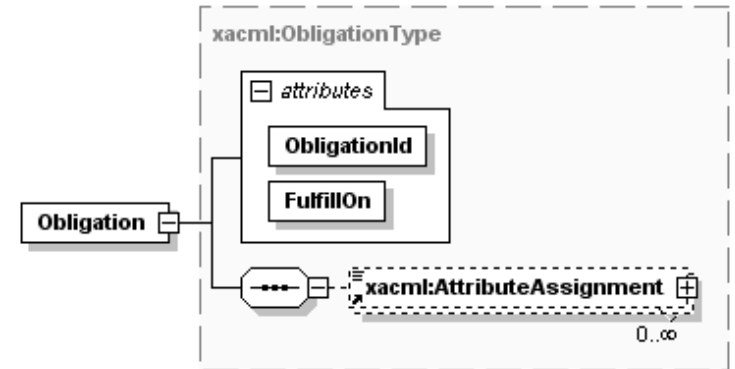 xacml:ObligationType
attributes
ObligationId
FulfillOn
Obligation
xacml:AttributeAssignment
0..∞